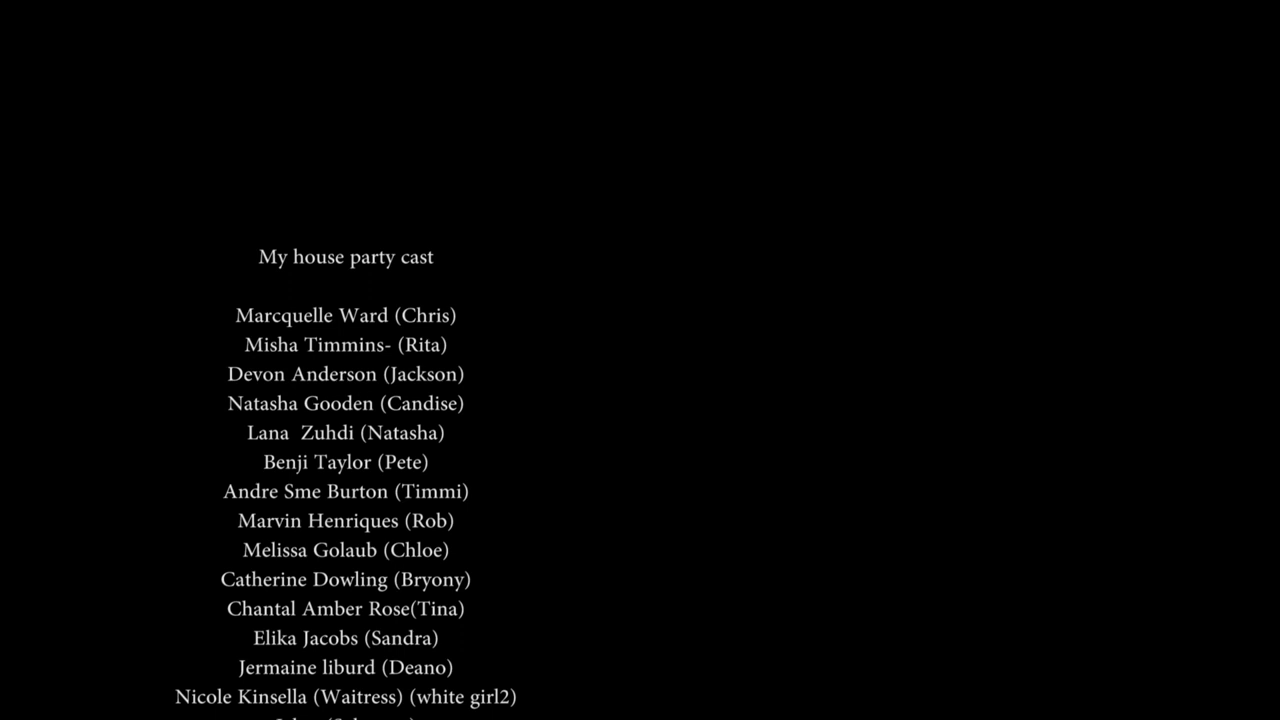 My house party cast
Marcquelle Ward (Chris)
Misha Timmins- (Rita)
Devon Anderson (Jackson)
Natasha Gooden (Candise)
Lana  Zuhdi (Natasha)
Benji Taylor (Pete)
Andre Sme Burton (Timmi)
Marvin Henriques (Rob)
Melissa Golaub (Chloe)
Catherine Dowling (Bryony)
Chantal Amber Rose(Tina)
Elika Jacobs (Sandra)
Jermaine liburd (Deano)
Nicole Kinsella (Waitress) (white girl2)